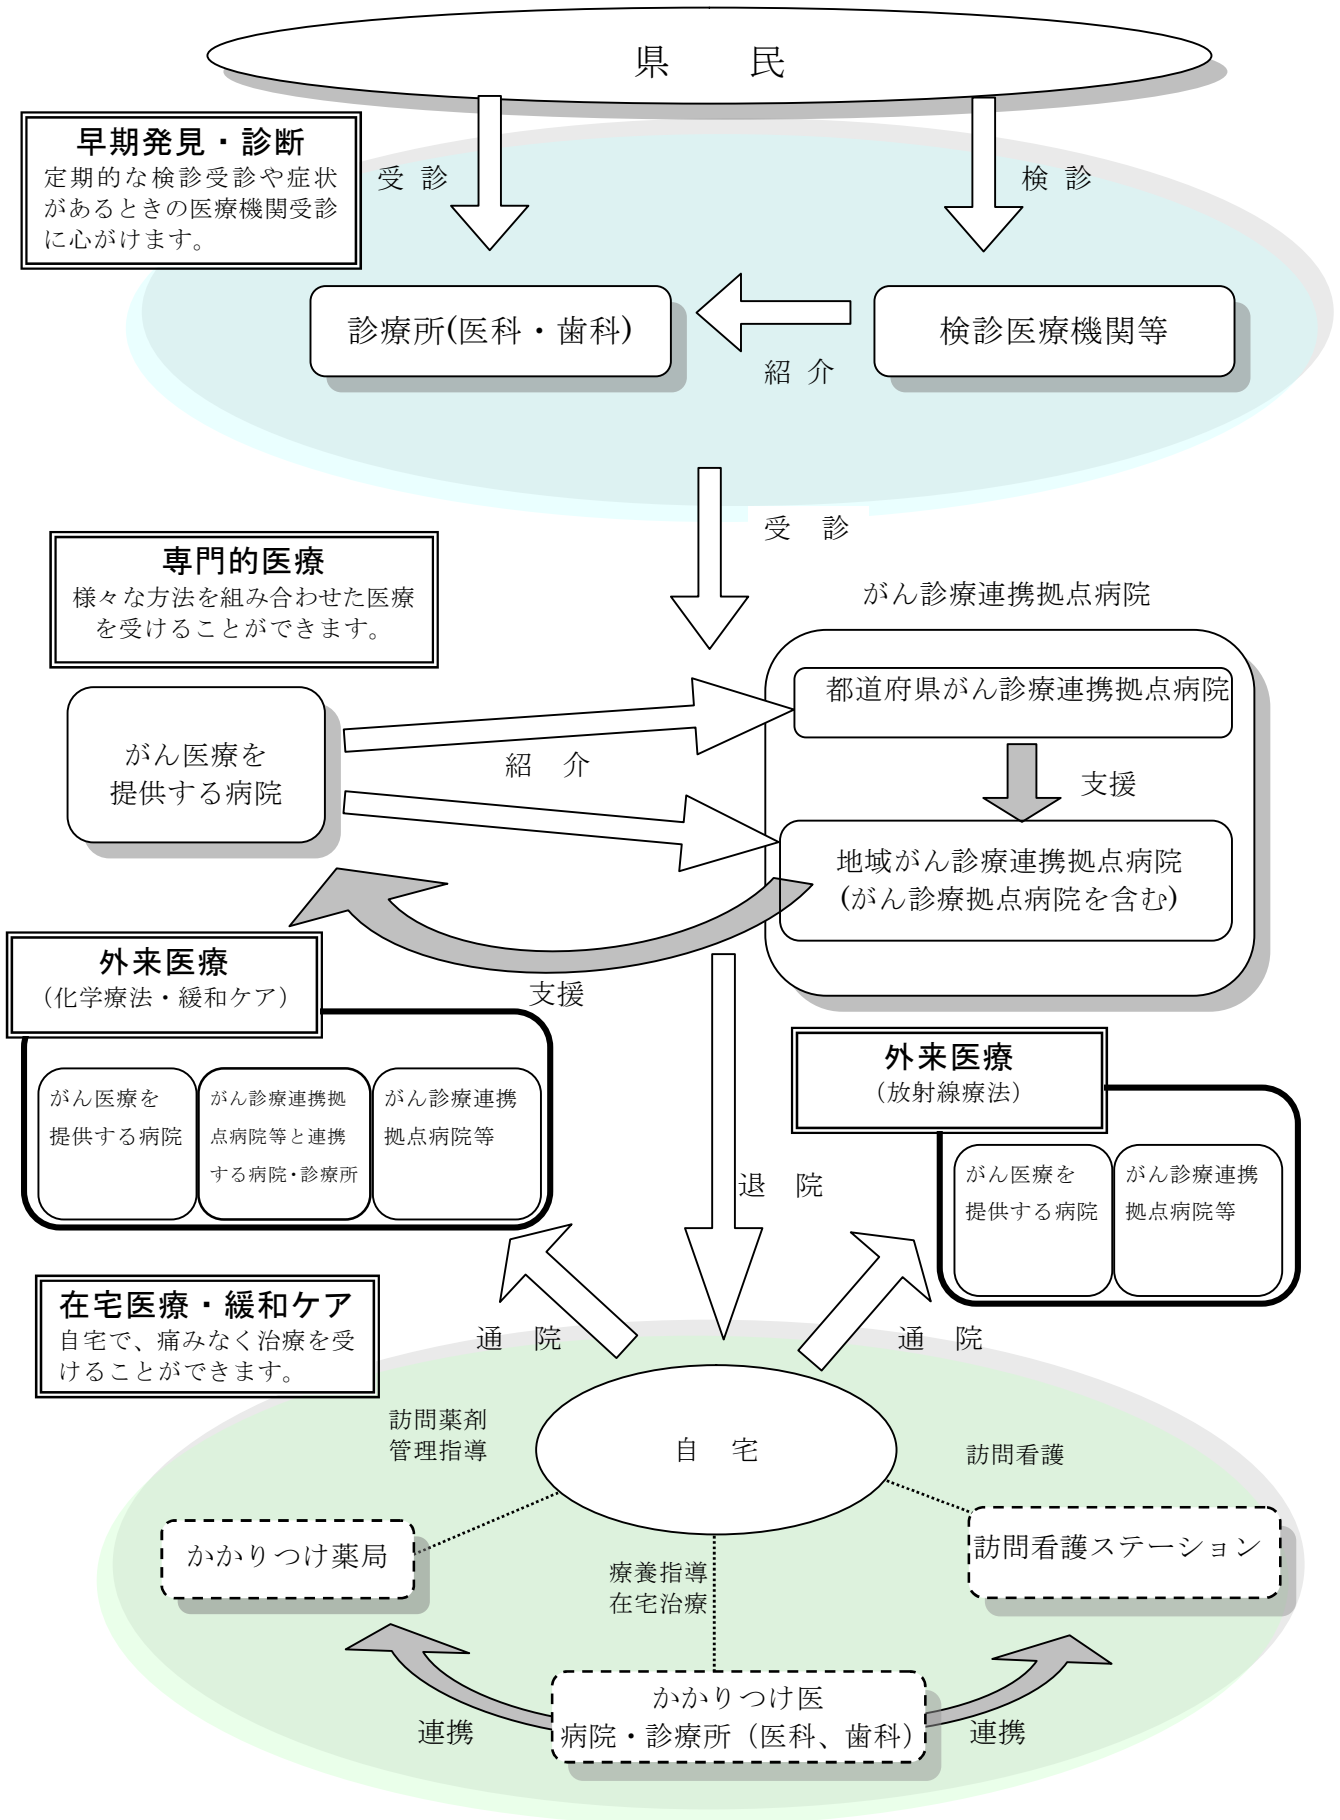 県　民
早期発見・診断
定期的な検診受診や症状
があるときの医療機関受診
に心がけます。
受 診
検 診
診療所(医科・歯科)
紹 介
検診医療機関等
受 診
専門的医療
様々な方法を組み合わせた医療
を受けることができます。
がん診療連携拠点病院
都道府県がん診療連携拠点病院
がん医療を
提供する病院
紹 介
支援
地域がん診療連携拠点病院
(がん診療拠点病院を含む)
支援
外来医療
（化学療法・緩和ケア）
がん医療を
提供する病院
がん診療連携拠
点病院等と連携
する病院・診療所
がん診療連携
拠点病院等
外来医療
（放射線療法）
がん医療を
提供する病院
がん診療連携
拠点病院等
退 院
在宅医療・緩和ケア
自宅で、痛みなく治療を受
けることができます。
通 院
通 院
訪問薬剤
管理指導
自 宅
訪問看護
かかりつけ薬局
訪問看護ステーション
療養指導
在宅治療
かかりつけ医
病院・診療所（医科、歯科）
連携
連携